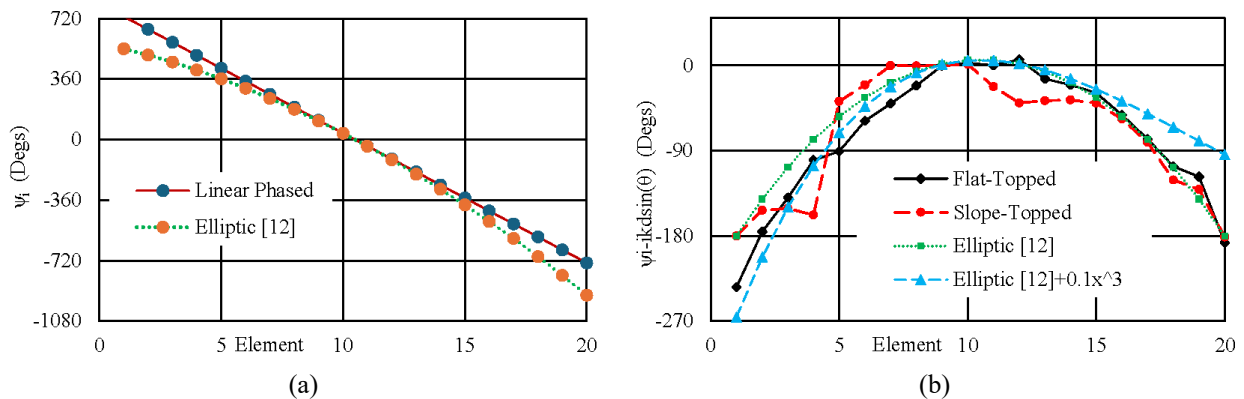 720
360
0
-360
-720
-1080
ψi (Degs)
Linear Phased
Elliptic [12]
0
5
Element
10
15
20
(a)
0
-90
-180
-270
ψi-ikdsin(θ) (Degs)
Flat-Topped
Slope-Topped
Elliptic [12]
Elliptic [12]+0.1x^3
0
5
Element
10
15
20
(b)